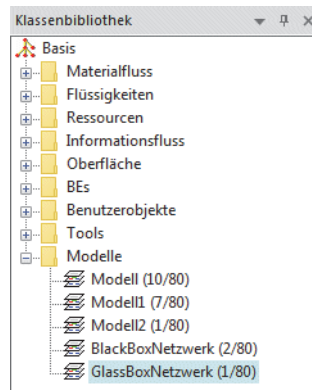 Klassenbibliothek
Basis
Materialfluss
Flüssigkeiten
Ressourcen
Informationsfluss
Oberfläche
BEs
Benutzerobjekte
Tools
Modelle
Modell (10/80)
Modell1 (7/80)
Modell2 (1/80)
BlackBoxNetzwerk (2/80)
GlassBoxNetzwerk (1/80)